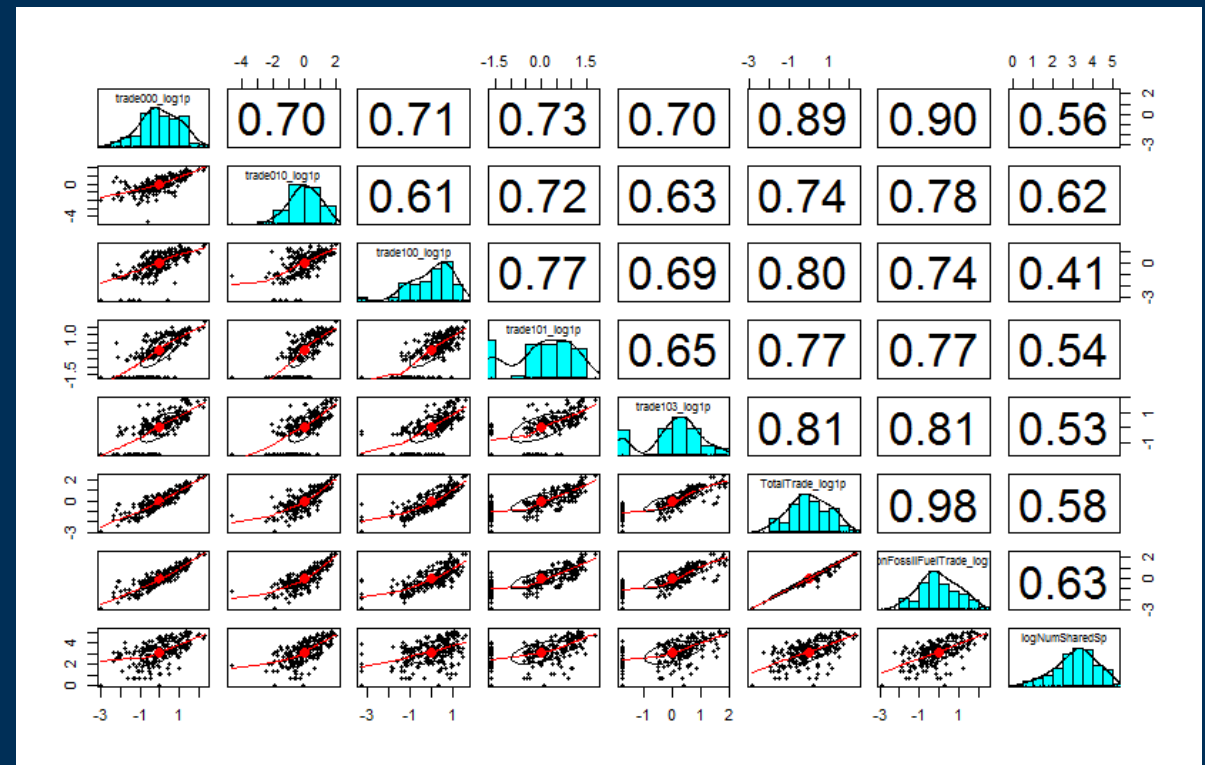 -4 -2 0 2 -1.5 0.0 1.5 -3 -1 1 0 1 2 3 4 5
trade000_log1p 0.70 0.71 0.73 0.70 0.89 0.90 0.56 -3 0 2
0 -4 trade010_log1p 0.61 0.72 0.63 0.74 0.78 0.62
trade100_log1p 0.77 0.69 0.80 0.74 0.41 -3 0
1.0 -1.5 trade101_log1p 0.65 0.77 0.77 0.54
trade103_log1p 0.81 0.81 0.53 -1 1
2 0 -3 TotalTrade_log1p 0.98 0.58
onFossilFuelTrade_log 0.63 -3 0 2
4 2 0 logNumSharedSp
-3 -1 1 -3 -1 1 -1 0 1 2 -3 -1 1